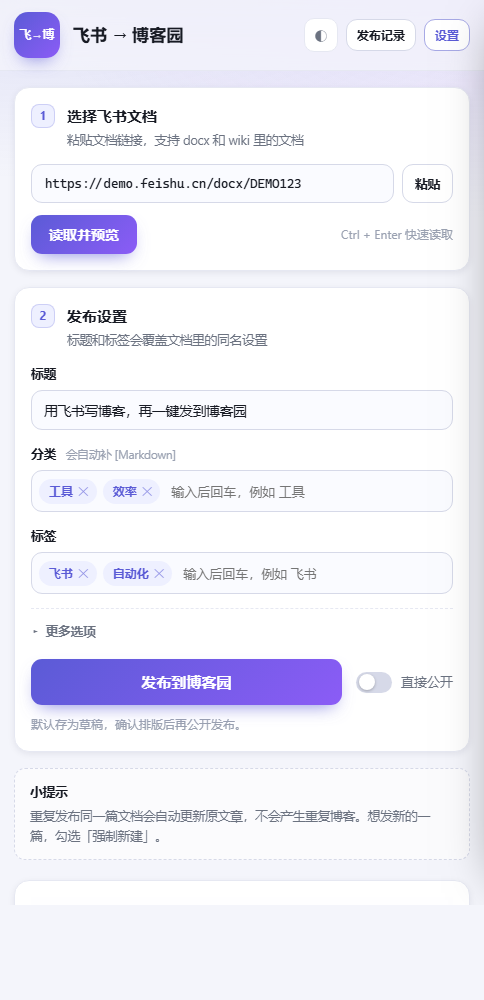 飞→博
飞书 → 博客园
发布记录
设置
1
选择飞书文档
粘贴文档链接，支持 docx 和 wiki 里的文档
https://demo.feishu.cn/docx/DEMO123
粘贴
读取并预览
Ctrl + Enter 快速读取
2
发布设置
标题和标签会覆盖文档里的同名设置
标题
用飞书写博客，再一键发到博客园
分类 会自动补 [Markdown]
工具 × 效率 × 输入后回车，例如 工具
标签
飞书 × 自动化 × 输入后回车，例如 飞书
更多选项
发布到博客园
直接公开
默认存为草稿，确认排版后再公开发布。
小提示
重复发布同一篇文档会自动更新原文章，不会产生重复博客。想发新的一
篇，勾选「强制新建」。